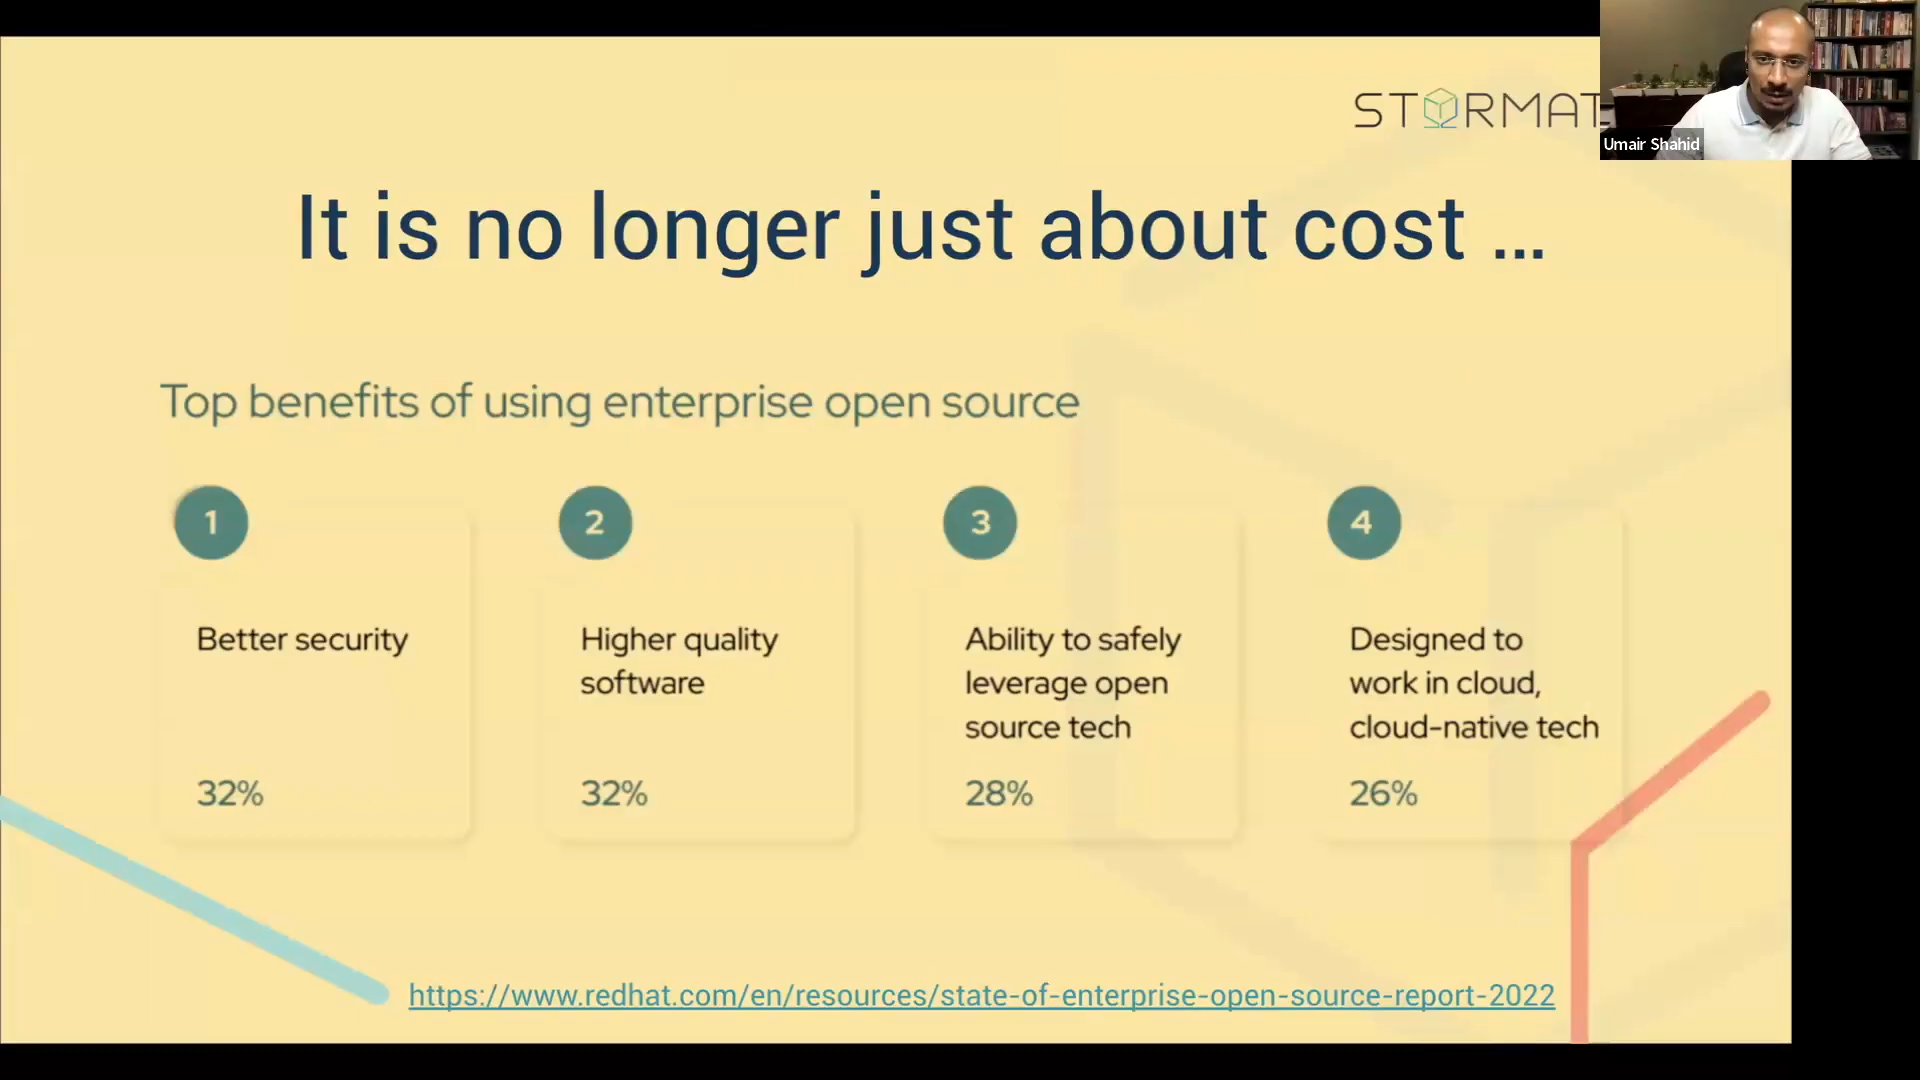 STORMAT
Umair Shahid
It is no longer just about cost ...
Top benefits of using enterprise open source
1
Better security
32%
2
Higher quality
software
32%
3
Ability to safely
leverage open
source tech
28%
4
Designed to
work in cloud,
cloud-native tech
26%
https://www.redhat.com/en/resources/state-of-enterprise-open-source-report-2022